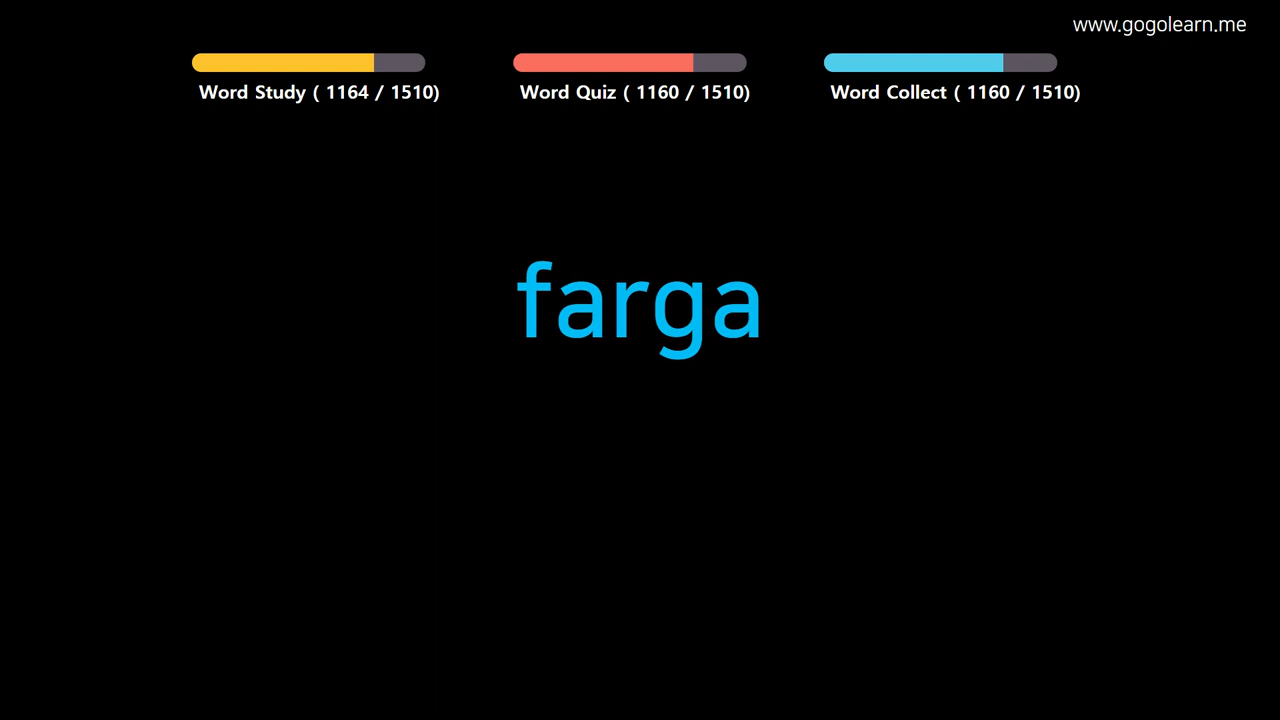 www.gogolearn.me
Word Study ( 1164 / 1510)
Word Quiz ( 1160 / 1510)
Word Collect ( 1160 / 1510)
farga